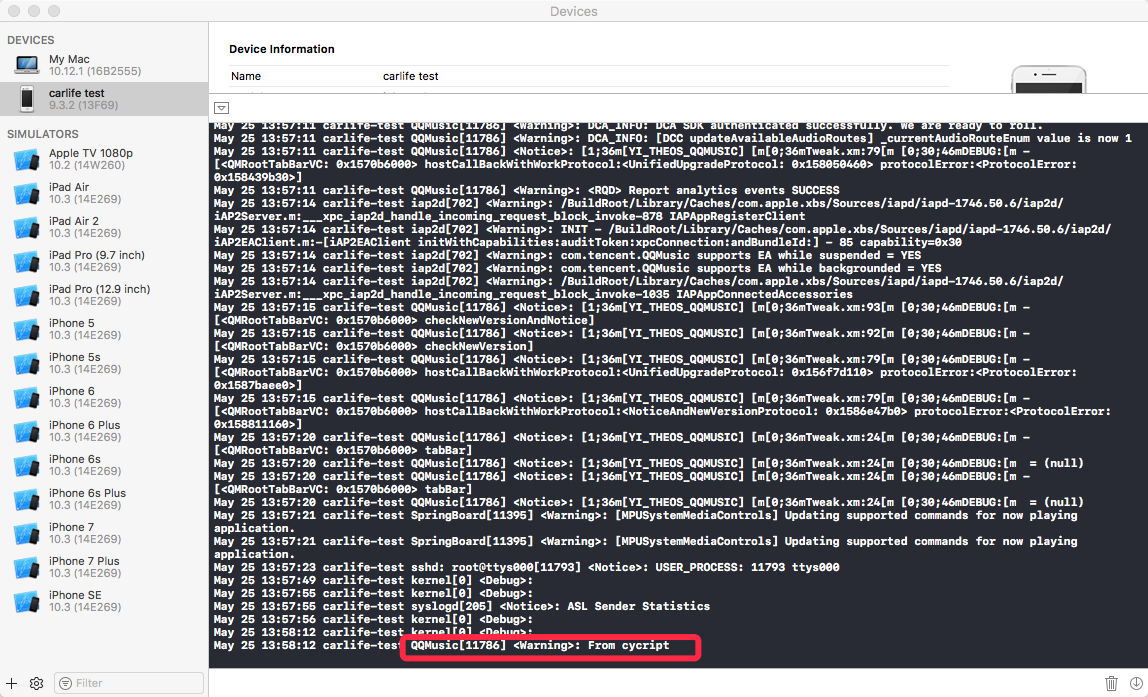 Devices
DEVICES
My Mac
10.12.1 (16B2555)
carlife test
9.3.2 (13F69)
SIMULATORS
Apple TV 1080p
10.2 (14W260)
iPad Air
10.3 (14E269)
iPad Air 2
10.3 (14E269)
iPad Pro (9.7 inch)
10.3 (14E269)
iPad Pro (12.9 inch)
10.3 (14E269)
iPhone 5
10.3 (14E269)
iPhone 5s
10.3 (14E269)
iPhone 6
10.3 (14E269)
iPhone 6 Plus
10.3 (14E269)
iPhone 6s
10.3 (14E269)
iPhone 6s Plus
10.3 (14E269)
iPhone 7
10.3 (14E269)
iPhone 7 Plus
10.3 (14E269)
iPhone SE
10.3 (14E269)
Filter
Device Information
Name carlife test
May 25 13:57:11 carlife-test QQMusic[11786] <Warning>: DCA_INFO: DCA SDK authenticated successfully. We are ready to roll.
May 25 13:57:11 carlife-test QQMusic[11786] <Warning>: DCA_INFO: [DCC updateAvailableAudioRoutes] _currentAudioRouteEnum value is now 1
May 25 13:57:11 carlife-test QQMusic[11786] <Notice>: [1;36m[YI_THEOS_QQMUSIC] [m[0;36mTweak.xm:79[m [0;30;46mDEBUG:[m -
[<QMRootTabBarVC: 0x1570b6000> hostCallBackWithWorkProtocol:<UnifiedUpgradeProtocol: 0x158050460> protocolError:<ProtocolError:
0x158439b30>]
May 25 13:57:11 carlife-test QQMusic[11786] <Warning>: <RQD> Report analytics events SUCCESS
May 25 13:57:14 carlife-test iap2d[702] <Warning>: /BuildRoot/Library/Caches/com.apple.xbs/Sources/iapd/iapd-1746.50.6/iap2d/
iAP2Server.m:___xpc_iap2d_handle_incoming_request_block_invoke-878 IAPAppRegisterClient
May 25 13:57:14 carlife-test iap2d[702] <Warning>: INIT - /BuildRoot/Library/Caches/com.apple.xbs/Sources/iapd/iapd-1746.50.6/iap2d/
iAP2EAClient.m:-[iAP2EAClient initWithCapabilities:auditToken:xpcConnection:andBundleId:] - 85 capability=0x30
May 25 13:57:14 carlife-test iap2d[702] <Warning>: com.tencent.QQMusic supports EA while suspended = YES
May 25 13:57:14 carlife-test iap2d[702] <Warning>: com.tencent.QQMusic supports EA while backgrounded = YES
May 25 13:57:14 carlife-test iap2d[702] <Warning>: /BuildRoot/Library/Caches/com.apple.xbs/Sources/iapd/iapd-1746.50.6/iap2d/
iAP2Server.m:___xpc_iap2d_handle_incoming_request_block_invoke-1035 IAPAppConnectedAccessories
May 25 13:57:15 carlife-test QQMusic[11786] <Notice>: [1;36m[YI_THEOS_QQMUSIC] [m[0;36mTweak.xm:93[m [0;30;46mDEBUG:[m -
[<QMRootTabBarVC: 0x1570b6000> checkNewVersionAndNotice]
May 25 13:57:15 carlife-test QQMusic[11786] <Notice>: [1;36m[YI_THEOS_QQMUSIC] [m[0;36mTweak.xm:92[m [0;30;46mDEBUG:[m -
[<QMRootTabBarVC: 0x1570b6000> checkNewVersion]
May 25 13:57:15 carlife-test QQMusic[11786] <Notice>: [1;36m[YI_THEOS_QQMUSIC] [m[0;36mTweak.xm:79[m [0;30;46mDEBUG:[m -
[<QMRootTabBarVC: 0x1570b6000> hostCallBackWithWorkProtocol:<UnifiedUpgradeProtocol: 0x156f7d110> protocolError:<ProtocolError:
0x1587baee0>]
May 25 13:57:15 carlife-test QQMusic[11786] <Notice>: [1;36m[YI_THEOS_QQMUSIC] [m[0;36mTweak.xm:79[m [0;30;46mDEBUG:[m -
[<QMRootTabBarVC: 0x1570b6000> hostCallBackWithWorkProtocol:<NoticeAndNewVersionProtocol: 0x1586e47b0> protocolError:<ProtocolError:
0x158811160>]
May 25 13:57:20 carlife-test QQMusic[11786] <Notice>: [1;36m[YI_THEOS_QQMUSIC] [m[0;36mTweak.xm:24[m [0;30;46mDEBUG:[m -
[<QMRootTabBarVC: 0x1570b6000> tabBar]
May 25 13:57:20 carlife-test QQMusic[11786] <Notice>: [1;36m[YI_THEOS_QQMUSIC] [m[0;36mTweak.xm:24[m [0;30;46mDEBUG:[m = (null)
May 25 13:57:20 carlife-test QQMusic[11786] <Notice>: [1;36m[YI_THEOS_QQMUSIC] [m[0;36mTweak.xm:24[m [0;30;46mDEBUG:[m -
[<QMRootTabBarVC: 0x1570b6000> tabBar]
May 25 13:57:20 carlife-test QQMusic[11786] <Notice>: [1;36m[YI_THEOS_QQMUSIC] [m[0;36mTweak.xm:24[m [0;30;46mDEBUG:[m = (null)
May 25 13:57:21 carlife-test SpringBoard[11395] <Warning>: [MPUSystemMediaControls] Updating supported commands for now playing
application.
May 25 13:57:21 carlife-test SpringBoard[11395] <Warning>: [MPUSystemMediaControls] Updating supported commands for now playing
application.
May 25 13:57:23 carlife-test sshd: root@ttys000[11793] <Notice>: USER_PROCESS: 11793 ttys000
May 25 13:57:49 carlife-test kernel[0] <Debug>:
May 25 13:57:55 carlife-test kernel[0] <Debug>:
May 25 13:57:55 carlife-test syslogd[205] <Notice>: ASL Sender Statistics
May 25 13:57:56 carlife-test kernel[0] <Debug>:
May 25 13:58:12 carlife-test kernel[0] <Debug>:
May 25 13:58:12 carlife-test QQMusic[11786] <Warning>: From cycript